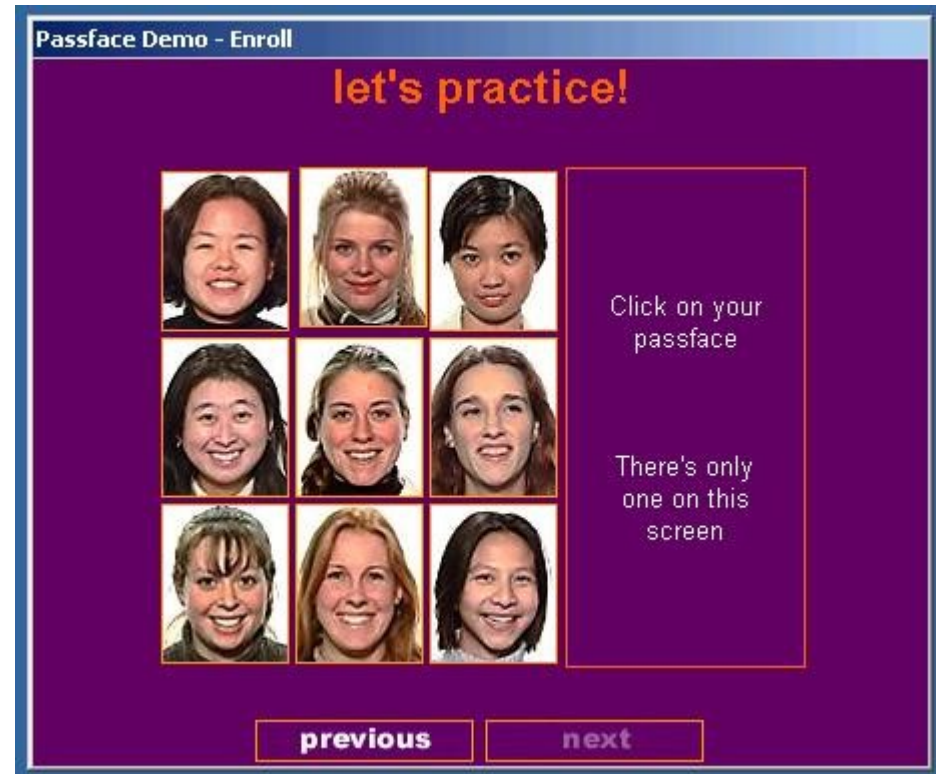 Passface Demo - Enroll
let's practice!
Click on your
passface
There's only
one on this
screen
previous
next